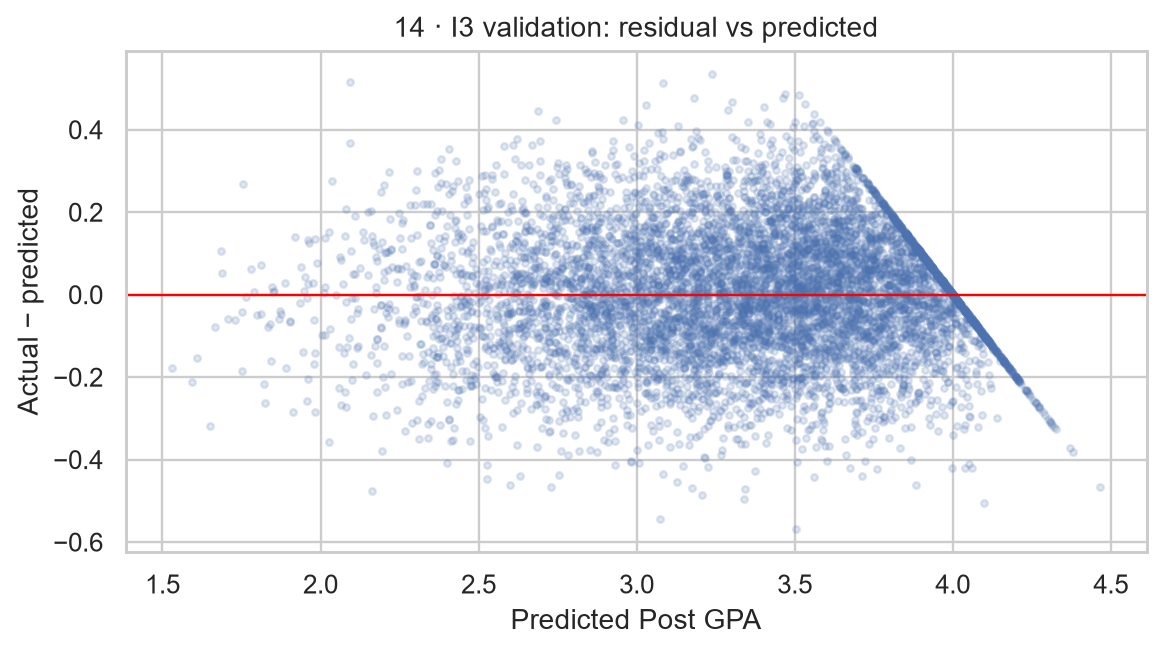 14 · I3 validation: residual vs predicted
Actual − predicted
0.4
0.2
0.0
−0.2
−0.4
−0.6
1.5 2.0 2.5 3.0 3.5 4.0 4.5
Predicted Post GPA